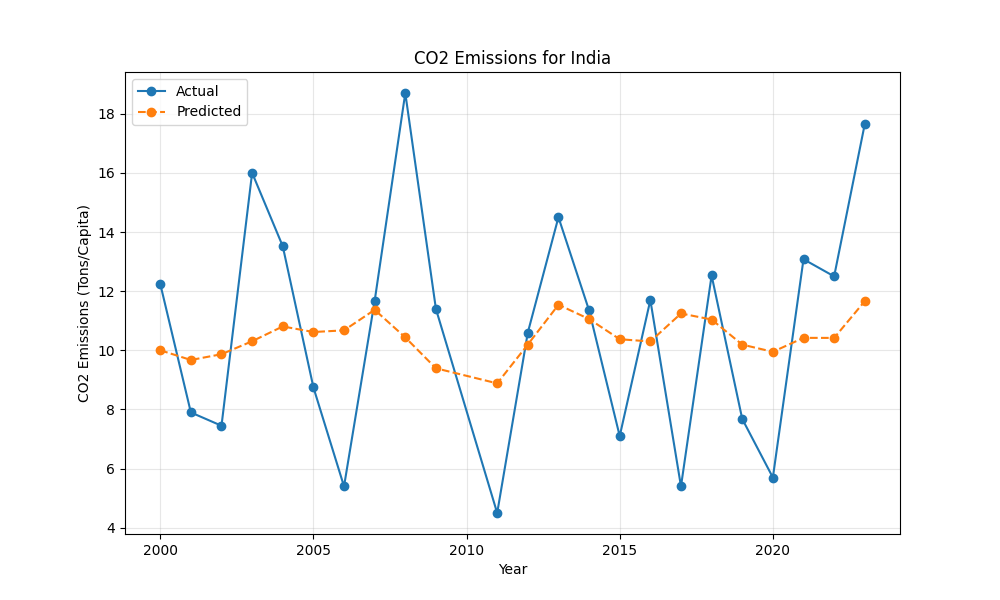 CO2 Emissions for India
Actual
Predicted
CO2 Emissions (Tons/Capita)
18
16
14
12
10
8
6
4
2000
2005
2010
2015
2020
Year